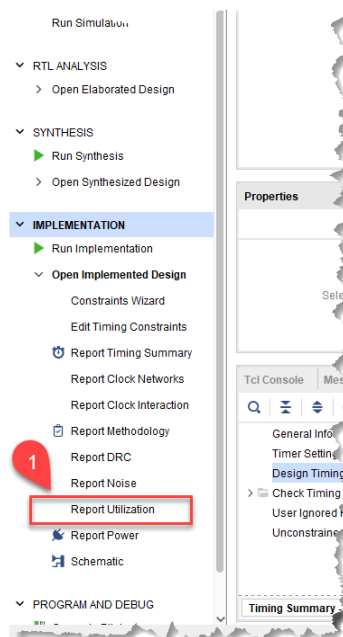 Run Simulation
RTL ANALYSIS
Open Elaborated Design
SYNTHESIS
Run Synthesis
Open Synthesized Design
IMPLEMENTATION
Run Implementation
Open Implemented Design
Constraints Wizard
Edit Timing Constraints
Report Timing Summary
Report Clock Networks
Report Clock Interaction
Report Methodology
Report DRC
1
Report Noise
Report Utilization
Report Power
Schematic
PROGRAM AND DEBUG
Properties
Sele
Tcl Console Mes
General Info
Timer Setting
Design Timing
Check Timing
User Ignored
Unconstraine
Timing Summary